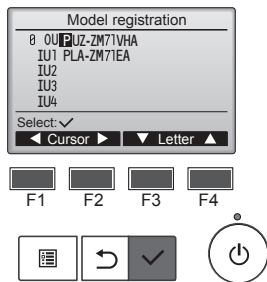 Model registration
0 OU PUZ-ZM71VHA
IU1 PLA-ZM71EA
IU2
IU3
IU4
Select:✓
◀ Cursor ▶ ▼ Letter ▲
F1 F2 F3 F4